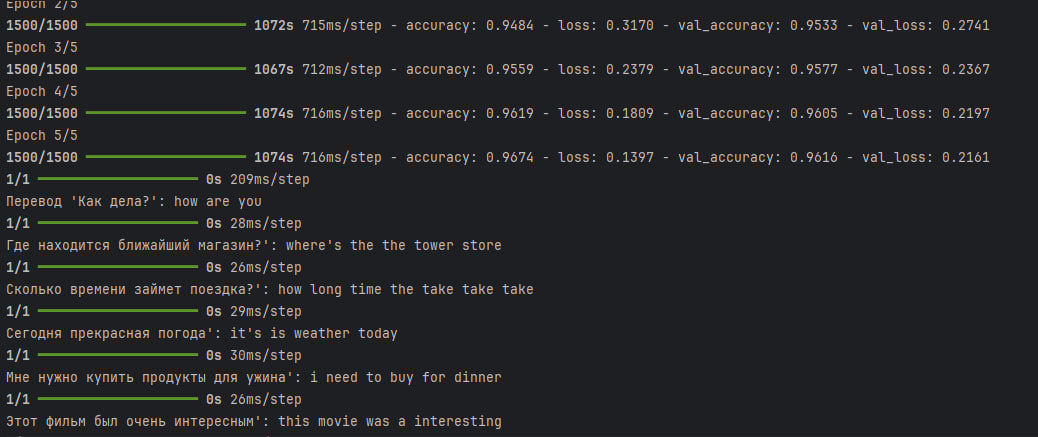 Epoch 2/5
1500/1500 1072s 715ms/step - accuracy: 0.9484 - loss: 0.3170 - val_accuracy: 0.9533 - val_loss: 0.2741
Epoch 3/5
1500/1500 1067s 712ms/step - accuracy: 0.9559 - loss: 0.2379 - val_accuracy: 0.9577 - val_loss: 0.2367
Epoch 4/5
1500/1500 1074s 716ms/step - accuracy: 0.9619 - loss: 0.1809 - val_accuracy: 0.9605 - val_loss: 0.2197
Epoch 5/5
1500/1500 1074s 716ms/step - accuracy: 0.9674 - loss: 0.1397 - val_accuracy: 0.9616 - val_loss: 0.2161
1/1 0s 209ms/step
Перевод 'Как дела?': how are you
1/1 0s 28ms/step
Где находится ближайший магазин?': where's the the tower store
1/1 0s 26ms/step
Сколько времени займет поездка?': how long time the take take take
1/1 0s 29ms/step
Сегодня прекрасная погода': it's is weather today
1/1 0s 30ms/step
Мне нужно купить продукты для ужина': i need to buy for dinner
1/1 0s 26ms/step
Этот фильм был очень интересным': this movie was a interesting